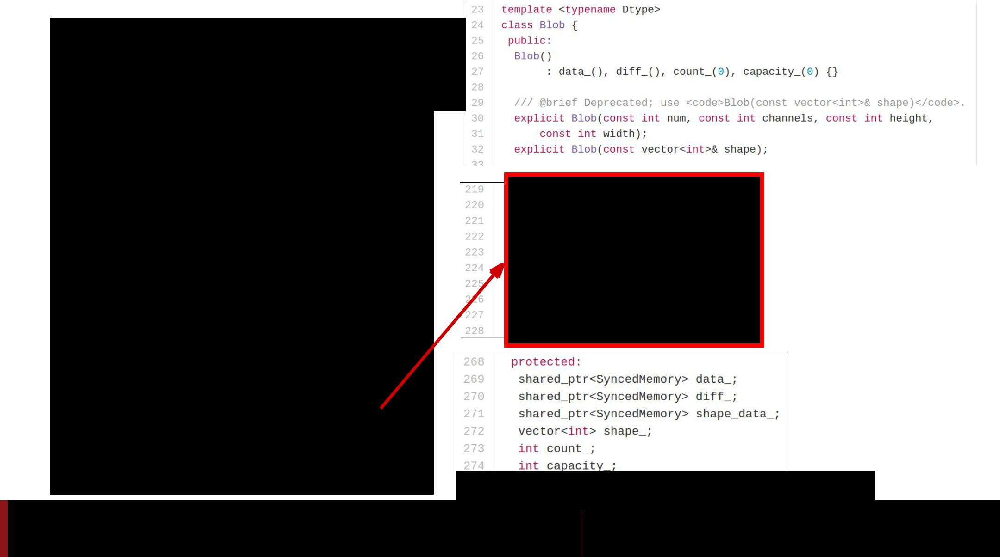 23 template <typename Dtype>
24 class Blob {
25 public:
26 Blob()
27 : data_(), diff_(), count_(0), capacity_(0) {}
28
29 /// @brief Deprecated; use <code>Blob(const vector<int>& shape)</code>.
30 explicit Blob(const int num, const int channels, const int height,
31 const int width);
32 explicit Blob(const vector<int>& shape);
33
219
220
221
222
223
224
225
226
227
228
268 protected:
269 shared_ptr<SyncedMemory> data_;
270 shared_ptr<SyncedMemory> diff_;
271 shared_ptr<SyncedMemory> shape_data_;
272 vector<int> shape_;
273 int count_;
274 int capacity_;